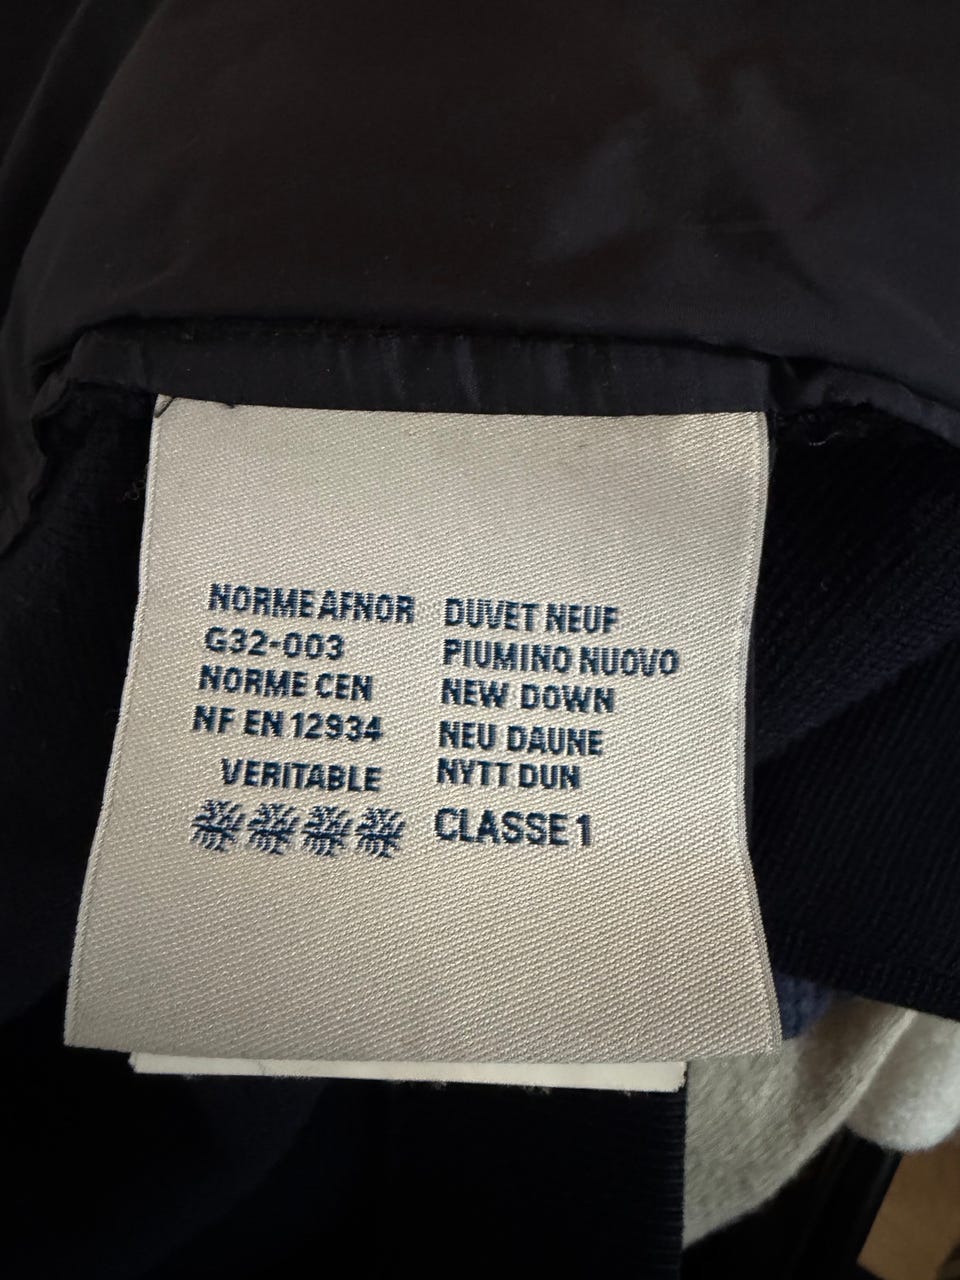 NORME AFNOR
G32-003
NORME CEN
NF EN 12934
VERITABLE
DUVET NEUF
PIUMINO NUOVO
NEW DOWN
NEU DAUNE
NYTT DUN
CLASSE 1